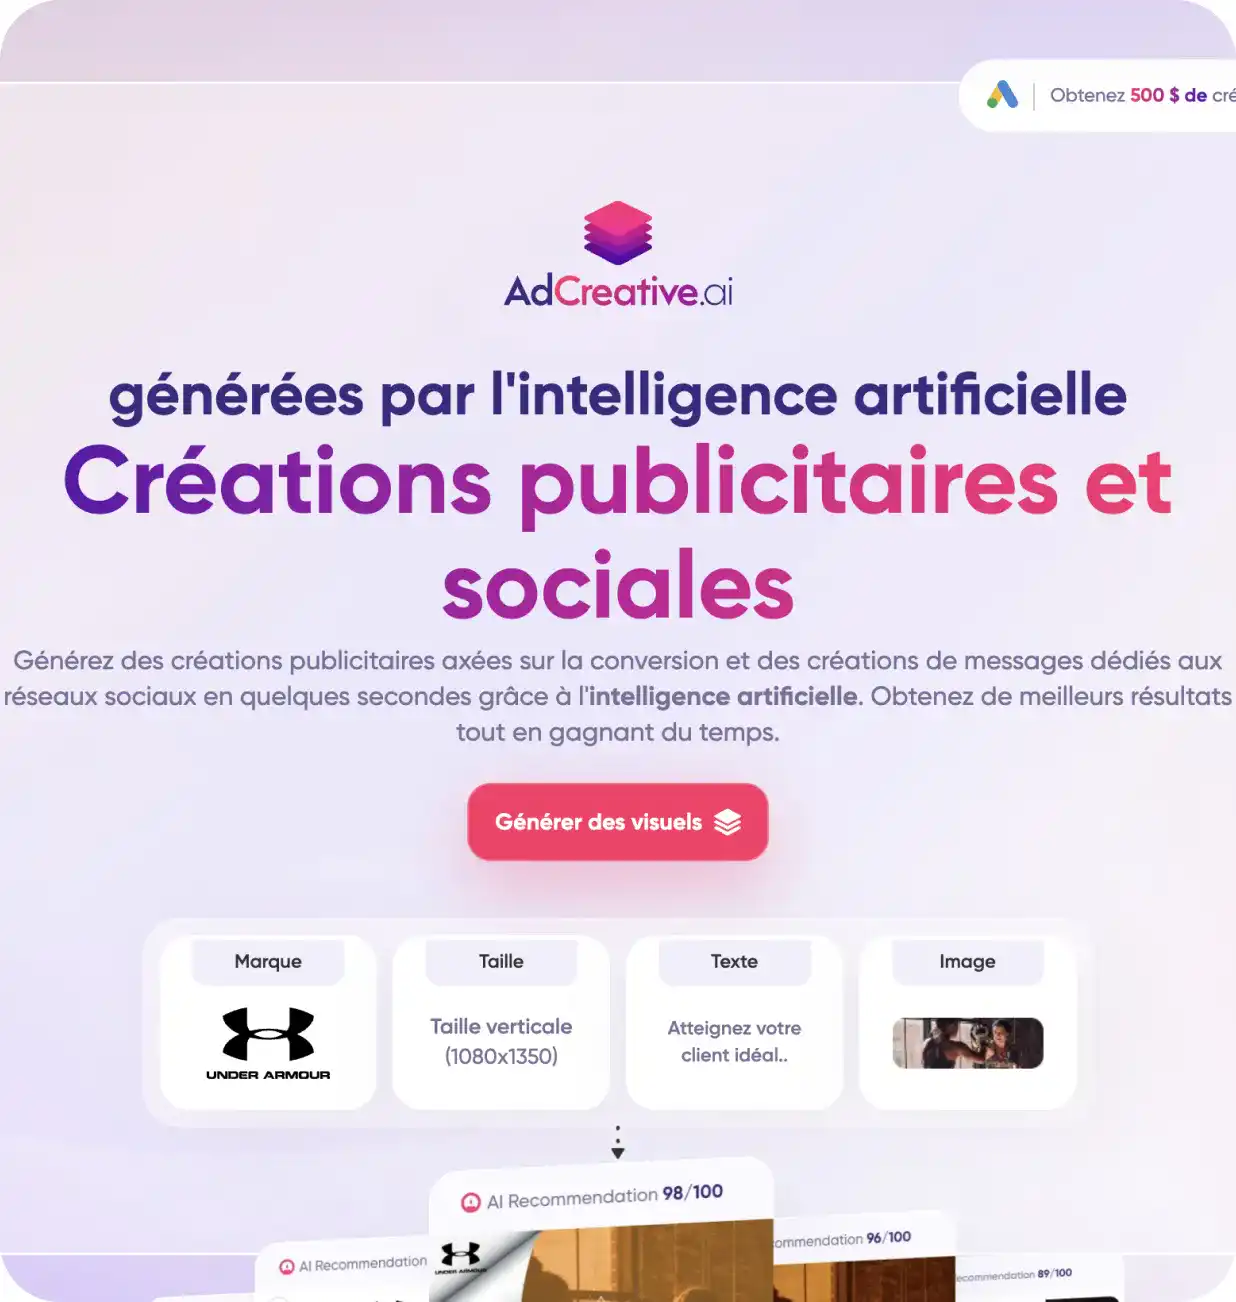 Obtenez 500 $ de
AdCreative.ai
générées par l'intelligence artificielle
Créations publicitaires et
sociales
Générez des créations publicitaires axées sur la conversion et des créations de messages dédiés aux
réseaux sociaux en quelques secondes grâce à l'intelligence artificielle. Obtenez de meilleurs résultats
tout en gagnant du temps.
Générer des visuels
Marque
Taille
Texte
Image
UNDER ARMOUR
Taille verticale
(1080x1350)
Atteignez votre
client idéal..
AI Recommendation 98/100
UNDER ARMOUR
AI Recommendation
ommendation 96/100
ecommendation 89/100